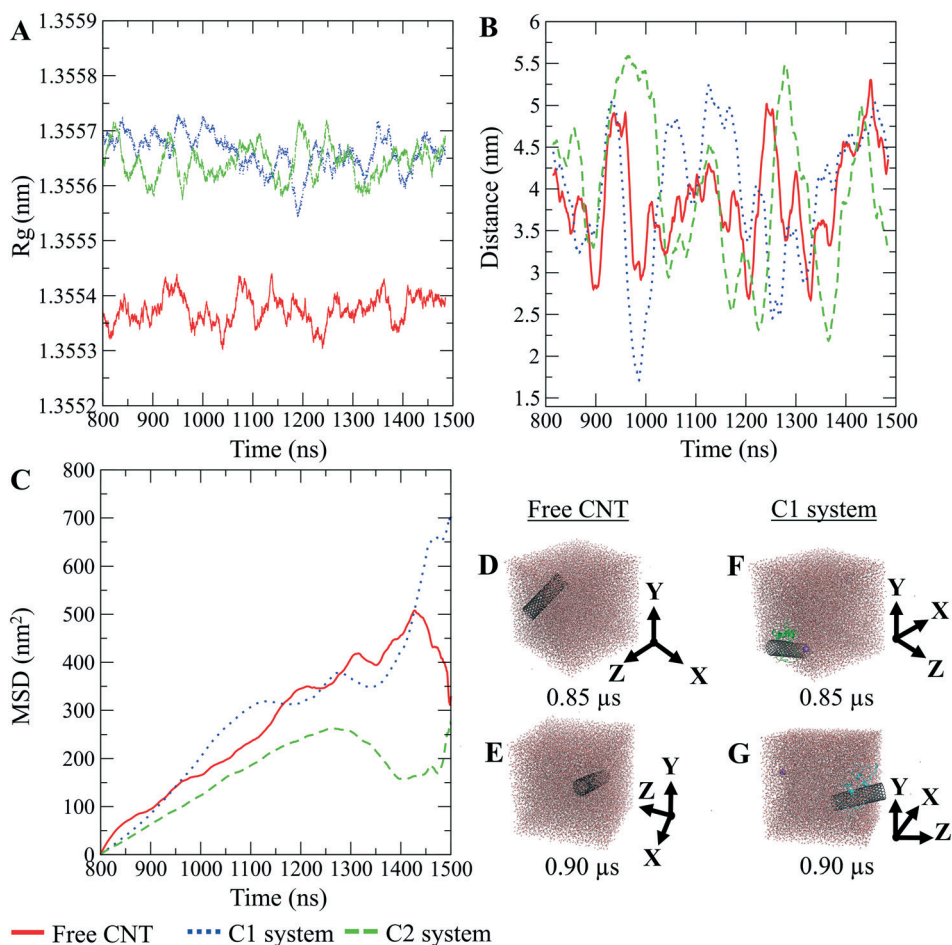 A
Rg (nm)
1.3559
1.3557
1.3556
1.3555
1.3554
1.3553
1.3552
800 900 1000 1100 1200 1300 1400 1500
Time (ns)
B
Distance (nm)
6
5.5
5
4.5
4
3.5
3
2.5
2
1.5
800 900 1000 1100 1200 1300 1400 1500
Time (ns)
C
MSD (nm²)
800
700
600
500
400
300
200
100
0
800 900 1000 1100 1200 1300 1400 1500
Time (ns)
Free CNT
C1 system
D
Y
Z
X
0.85 µs
F
Y
X
Z
0.85 µs
E
Y
Z
X
0.90 µs
G
Y
X
Z
0.90 µs
Free CNT C1 system C2 system